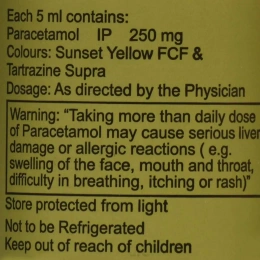 Each 5 ml contains:
Paracetamol IP 250 mg
Colours: Sunset Yellow FCF &
Tartrazine Supra
Dosage: As directed by the Physician
Warning: "Taking more than daily dose
of Paracetamol may cause serious liver
damage or allergic reactions ( e.g.
swelling of the face, mouth and throat,
difficulty in breathing, itching or rash)"
Store protected from light
Not to be Refrigerated
Keep out of reach of children